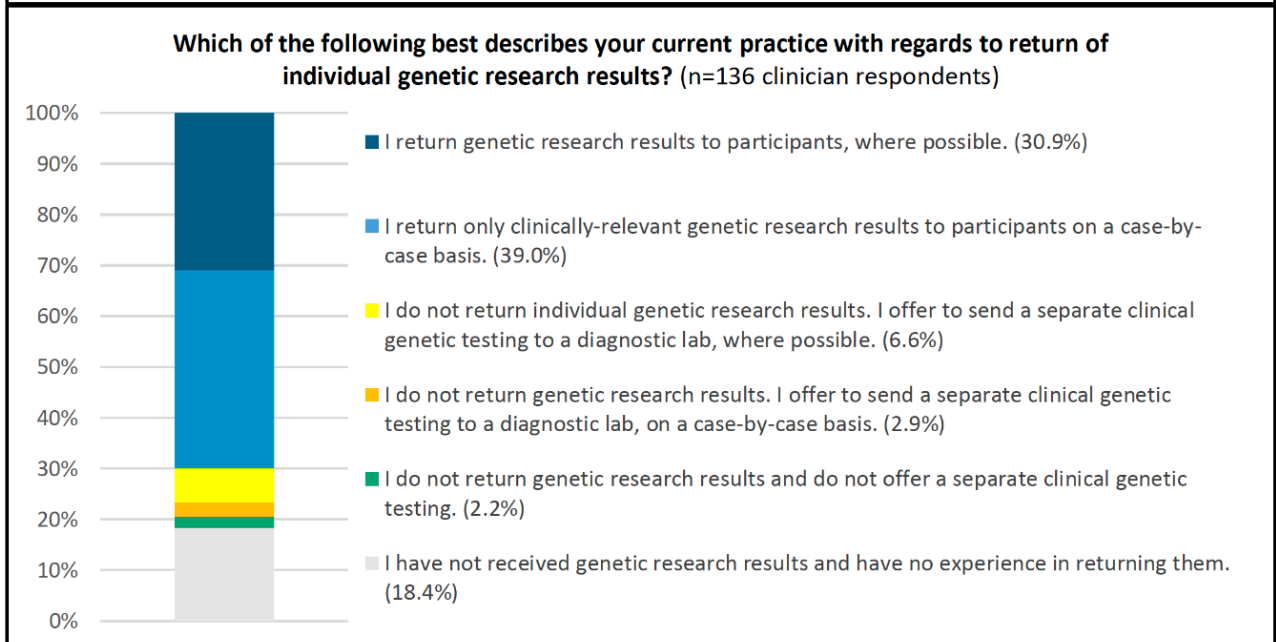 Which of the following best describes your current practice with regards to return of
individual genetic research results? (n=136 clinician respondents)
100%
90%
80%
70%
60%
50%
40%
30%
20%
10%
0%
I return genetic research results to participants, where possible. (30.9%)
I return only clinically-relevant genetic research results to participants on a case-by-
case basis. (39.0%)
I do not return individual genetic research results. I offer to send a separate clinical
genetic testing to a diagnostic lab, where possible. (6.6%)
I do not return genetic research results. I offer to send a separate clinical genetic
testing to a diagnostic lab, on a case-by-case basis. (2.9%)
I do not return genetic research results and do not offer a separate clinical genetic
testing. (2.2%)
I have not received genetic research results and have no experience in returning them.
(18.4%)